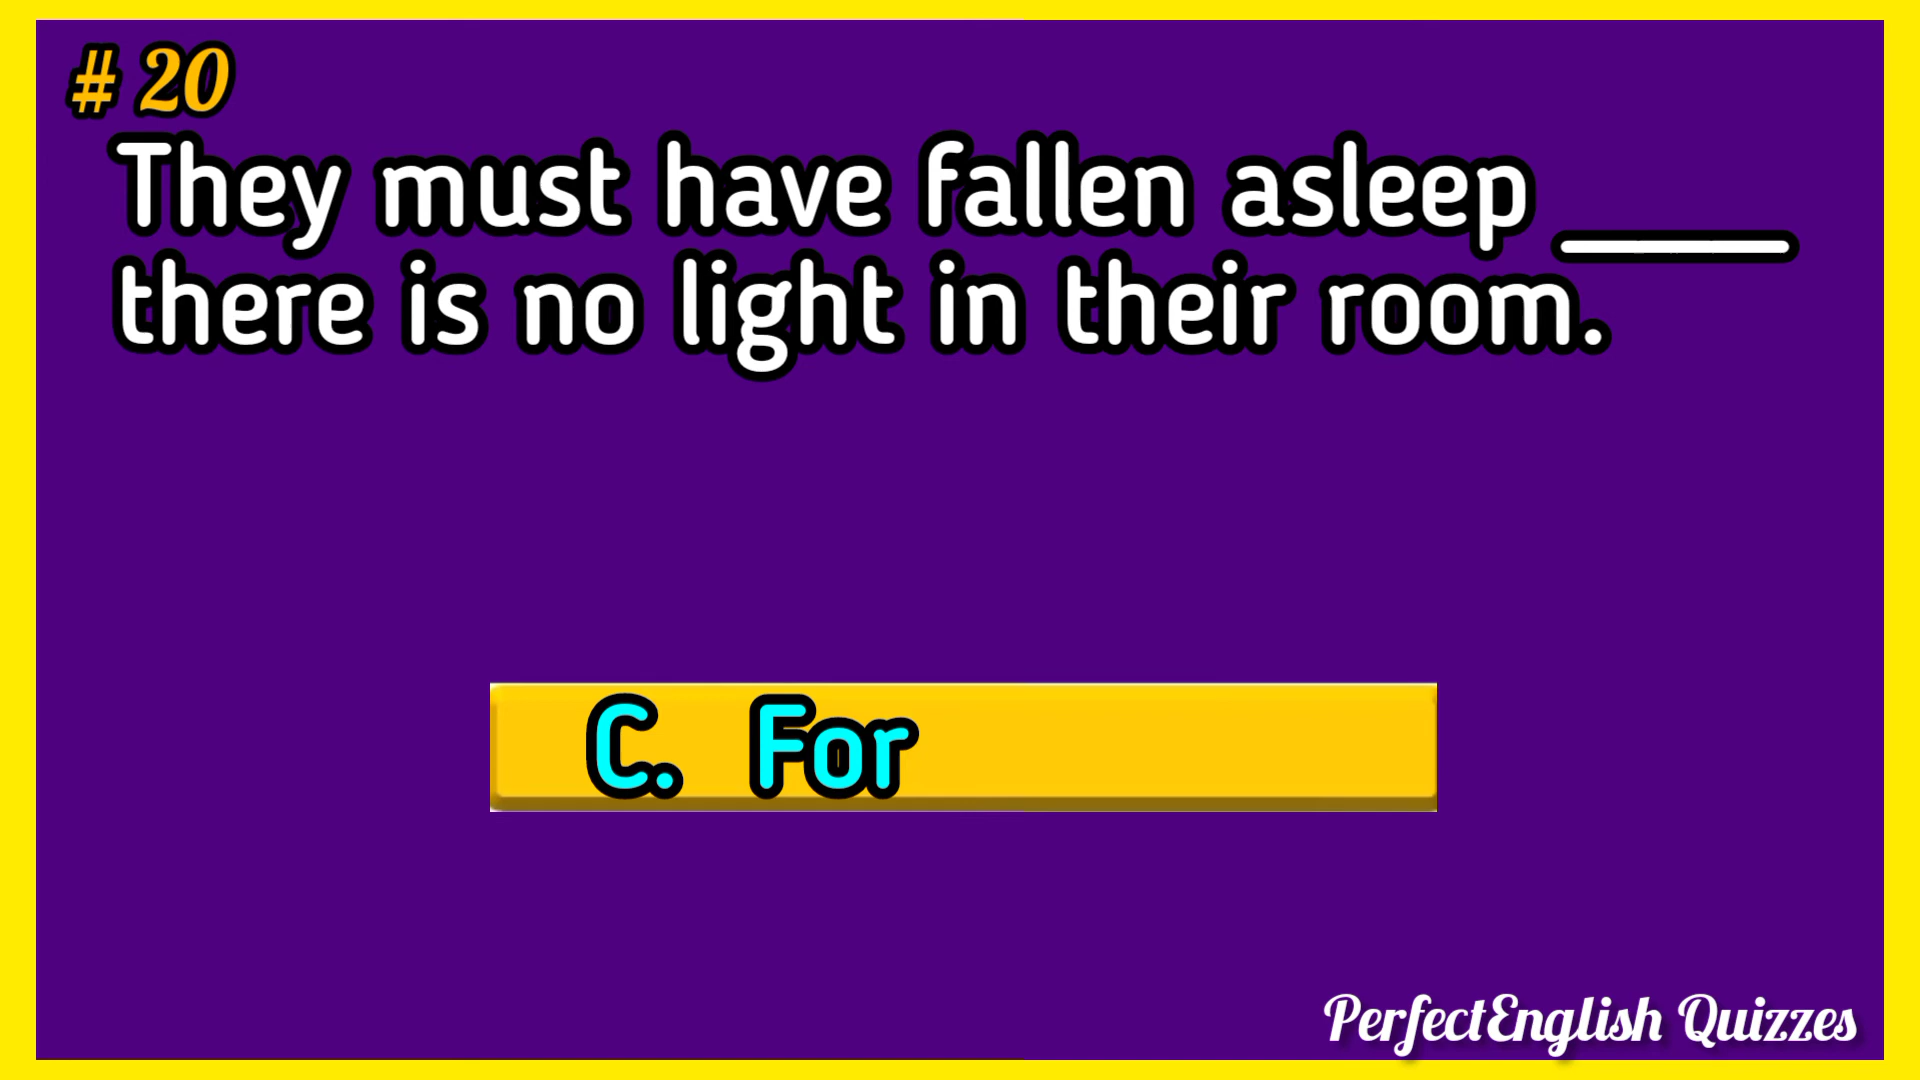 # 20
They must have fallen asleep ____
there is no light in their room.
C. For
PerfectEnglish Quizzes